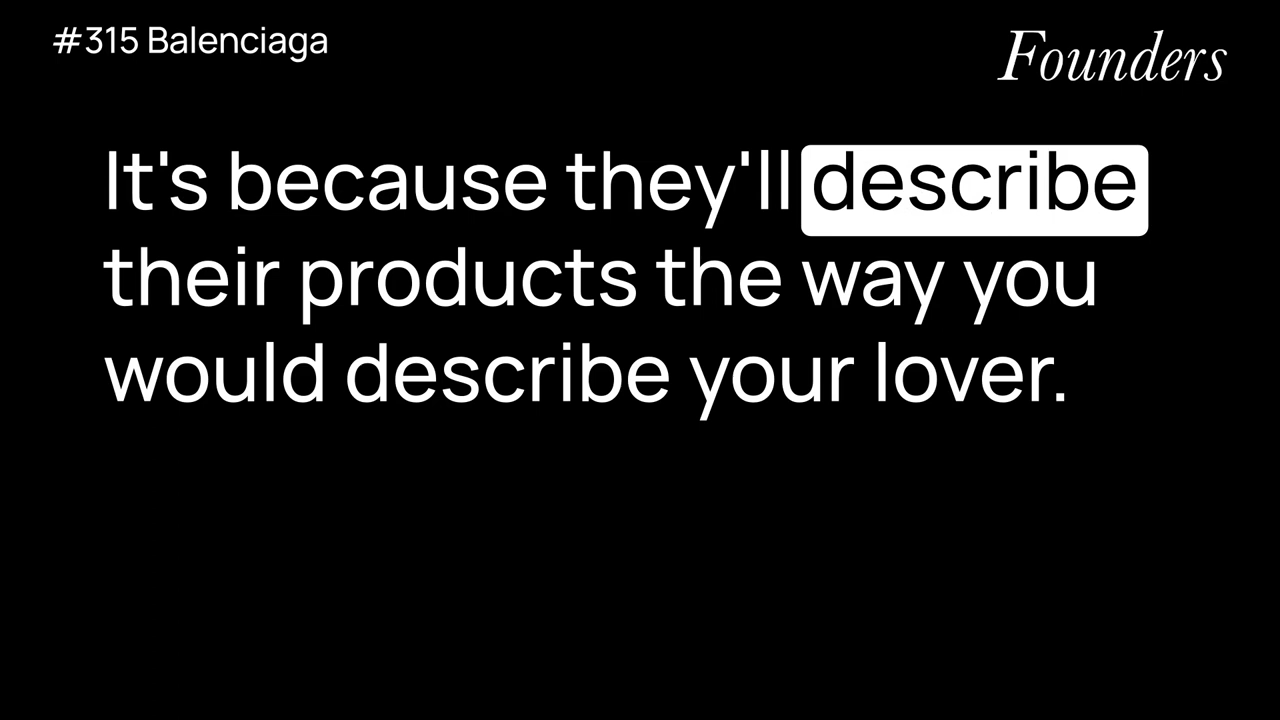 #315 Balenciaga
Founders
It's because they'll describe
their products the way you
would describe your lover.